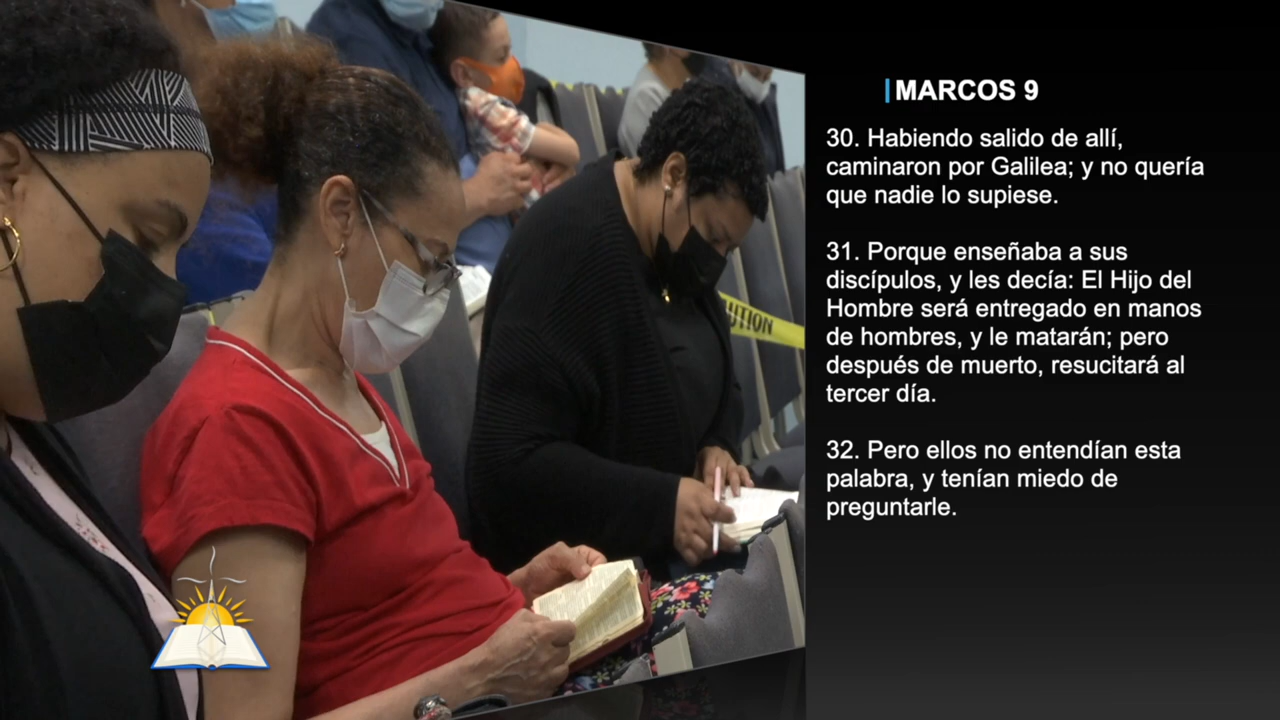 MARCOS 9
30. Habiendo salido de allí,
caminaron por Galilea; y no quería
que nadie lo supiese.
31. Porque enseñaba a sus
discípulos, y les decía: El Hijo del
Hombre será entregado en manos
de hombres, y le matarán; pero
después de muerto, resucitará al
tercer día.
32. Pero ellos no entendían esta
palabra, y tenían miedo de
preguntarle.
UTION